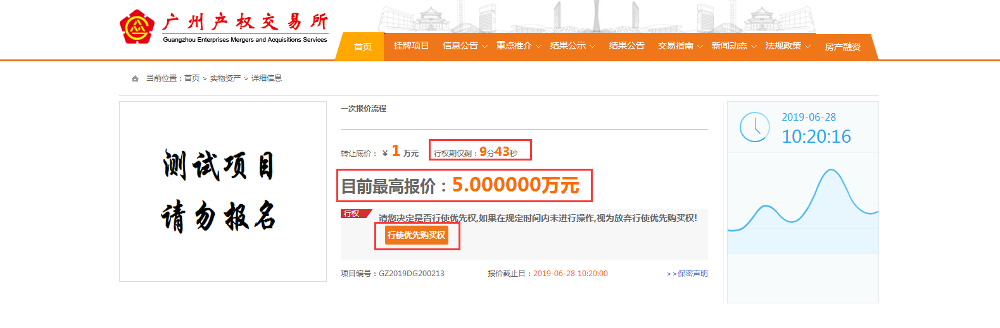 广州产权交易所
Guangzhou Enterprises Mergers and Acquisitions Services
首页 挂牌项目 信息公告 重点推介 结果公示 结果公告 交易指南 新闻动态 法规政策 房产融资
当前位置：首页 > 实物资产 > 详细信息
测试项目
请勿报名
一次报价流程
转让底价： ¥ 1 万元 行权期仅剩：9分43秒
目前最高报价：5.000000万元
行权
请您决定是否行使优先权,如果在规定时间内未进行操作,视为放弃行使优先购买权!
行使优先购买权
项目编号：GZ2019DG200213 报价截止日：2019-06-28 10:20:00 >>保密声明
2019-06-28
10:20:16